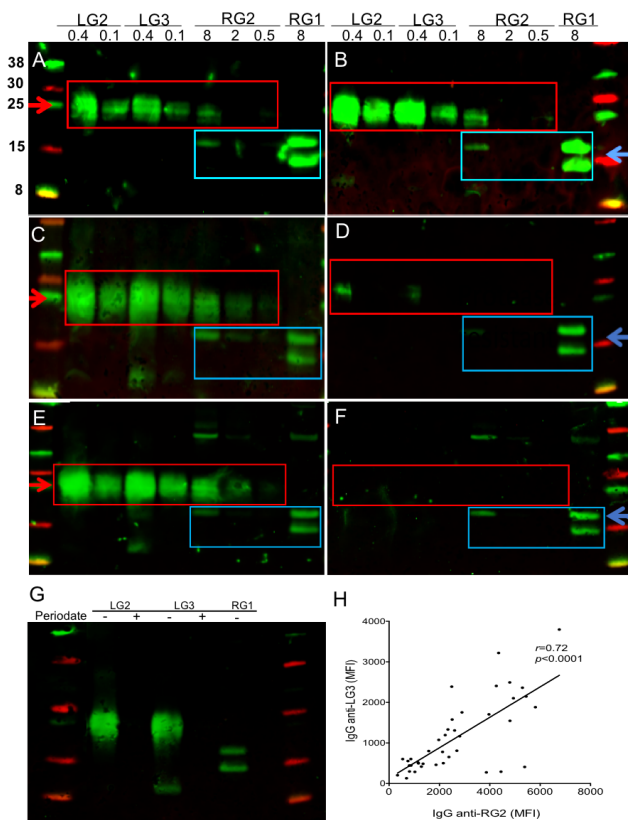 LG2 LG3 RG2 RG1 LG2 LG3 RG2 RG1
0.4 0.1 0.4 0.1 8 2 0.5 8 0.4 0.1 0.4 0.1 8 2 0.5 8
A B
38
30
25
15
8
C D
E F
G H
LG2 LG3 RG1
Periodate - + - + -
4000
3000
2000
1000
0
0 2000 4000 6000 8000
IgG anti-LG3 (MFI)
r=0.72
p<0.0001
IgG anti-RG2 (MFI)